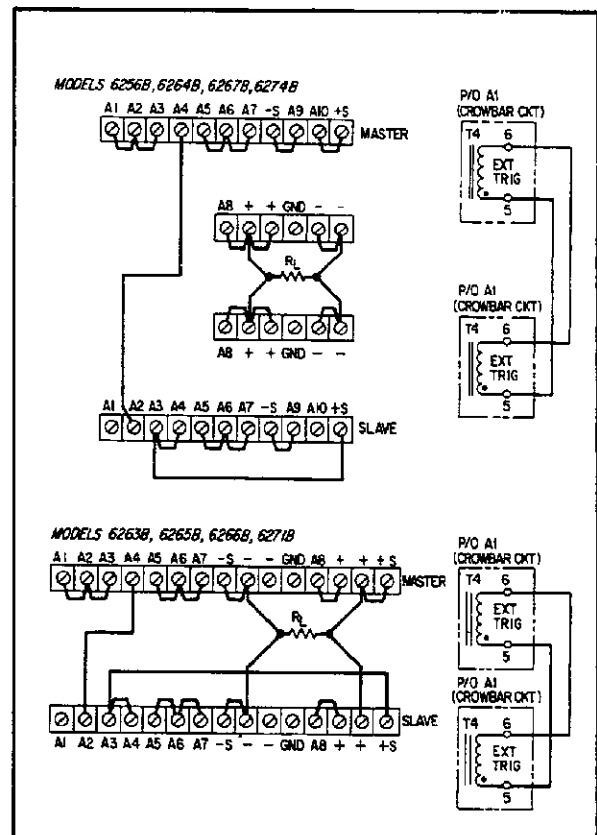 MODELS 6256B, 6264B, 6267B, 6274B
A1 A2 A3 A4 A5 A6 A7 -S A9 A10 +S
MASTER
A8 + + GND - -
RL
A8 + + GND - -
A1 A2 A3 A4 A5 A6 A7 -S A9 A10 +S
SLAVE
P/O A1
(CROWBAR CKT)
T4 6
EXT
TRIG
5
P/O A1
(CROWBAR CKT)
T4 6
EXT
TRIG
5
MODELS 6263B, 6265B, 6266B, 6271B
A1 A2 A3 A4 A5 A6 A7 -S - - GND A8 + + +S
MASTER
RL
SLAVE
A1 A2 A3 A4 A5 A6 A7 -S - - GND A8 + + +S
P/O A1
(CROWBAR CKT)
T4 6
EXT
TRIG
5
P/O A1
(CROWBAR CKT)
T4 6
EXT
TRIG
5